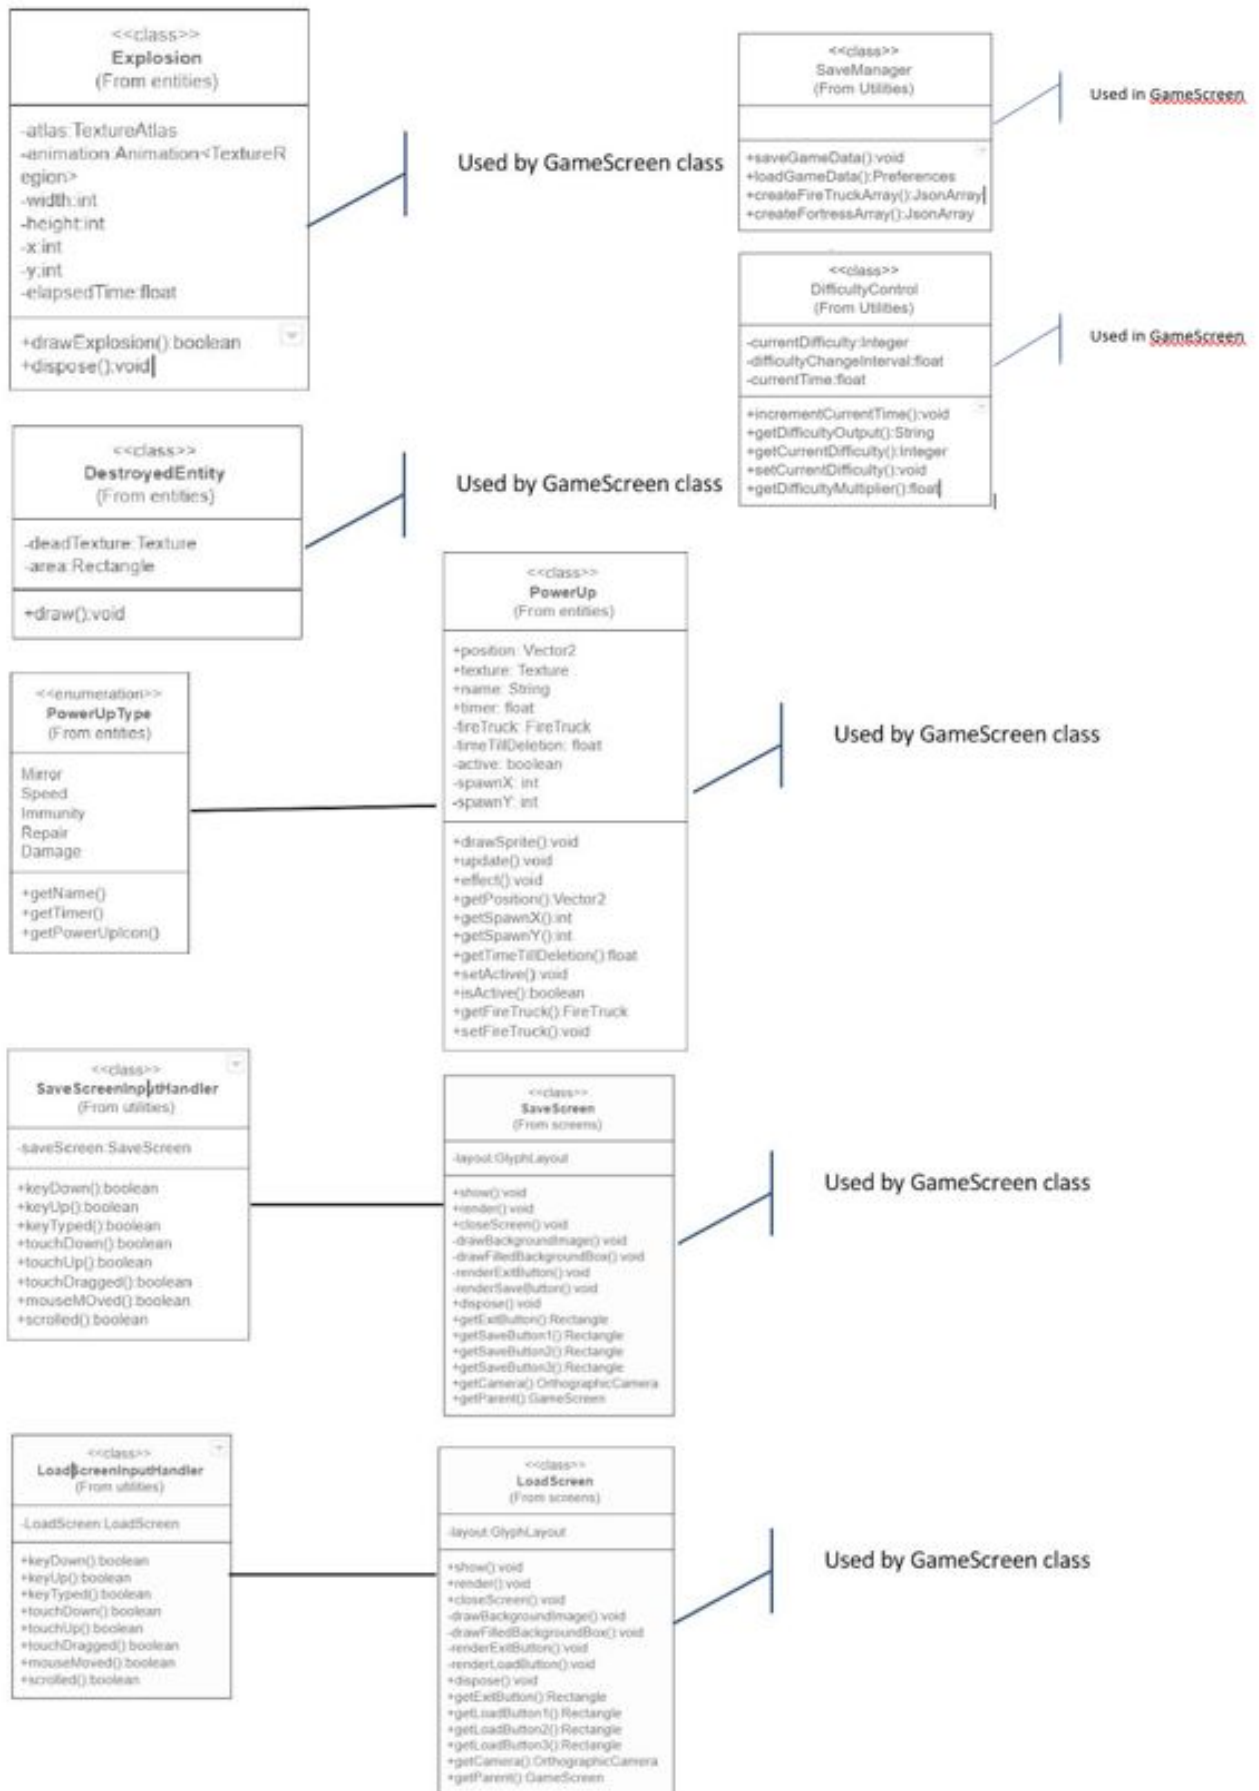 <<class>>
Explosion
(From entities)
-atlas:TextureAtlas
-animation:Animation<TextureR
egion>
-width:int
-height:int
-x:int
-y:int
-elapsedTime:float
+drawExplosion():boolean
+dispose():void
Used by GameScreen class
<<class>>
SaveManager
(From Utilities)
+saveGameData():void
+loadGameData():Preferences
+createFireTruckArray():JsonArray
+createFortressArray():JsonArray
Used in GameScreen
<<class>>
DifficultyControl
(From Utilities)
-currentDifficulty:Integer
-difficultyChangeInterval:float
-currentTime:float
+incrementCurrentTime():void
+getDifficultyOutput():String
+getCurrentDifficulty():Integer
+setCurrentDifficulty():void
+getDifficultyMultiplier():float
Used in GameScreen
<<class>>
DestroyedEntity
(From entities)
-deadTexture:Texture
-area:Rectangle
+draw():void
Used by GameScreen class
<<enumeration>>
PowerUpType
(From entities)
Mirror
Speed
Immunity
Repair
Damage
+getName()
+getTimer()
+getPowerUpIcon()
<<class>>
PowerUp
(From entities)
+position: Vector2
+texture: Texture
+name: String
+timer: float
-fireTruck: FireTruck
-timeTillDeletion: float
-active: boolean
-spawnX: int
-spawnY: int
+drawSprite():void
+update():void
+effect():void
+getPosition():Vector2
+getSpawnX():int
+getSpawnY():int
+getTimeTillDeletion():float
+setActive():void
+isActive():boolean
+getFireTruck():FireTruck
+setFireTruck():void
Used by GameScreen class
<<class>>
SaveScreenInputHandler
(From utilities)
-saveScreen:SaveScreen
+keyDown():boolean
+keyUp():boolean
+keyTyped():boolean
+touchDown():boolean
+touchUp():boolean
+touchDragged():boolean
+mouseMOved():boolean
+scrolled():boolean
<<class>>
SaveScreen
(From screens)
-layout:GlyphLayout
+show():void
+render():void
+closeScreen():void
-drawBackgroundImage():void
-drawFilledBackgroundBox():void
-renderExitButton():void
-renderSaveButton():void
+dispose():void
+getExitButton():Rectangle
+getSaveButton1():Rectangle
+getSaveButton2():Rectangle
+getSaveButton3():Rectangle
+getCamera():OrthographicCamera
+getParent():GameScreen
Used by GameScreen class
<<class>>
LoadScreenInputHandler
(From utilities)
-LoadScreen:LoadScreen
+keyDown():boolean
+keyUp():boolean
+keyTyped():boolean
+touchDown():boolean
+touchUp():boolean
+touchDragged():boolean
+mouseMoved():boolean
+scrolled():boolean
<<class>>
LoadScreen
(From screens)
-layout:GlyphLayout
+show():void
+render():void
+closeScreen():void
-drawBackgroundImage():void
-drawFilledBackgroundBox():void
-renderExitButton():void
-renderLoadButton():void
+dispose():void
+getExitButton():Rectangle
+getLoadButton1():Rectangle
+getLoadButton2():Rectangle
+getLoadButton3():Rectangle
+getCamera():OrthographicCamera
+getParent():GameScreen
Used by GameScreen class